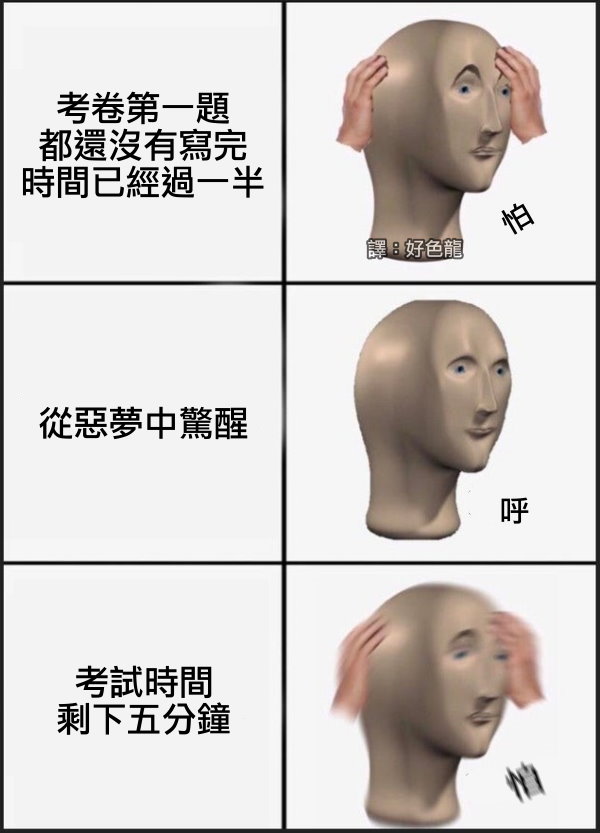 考卷第一題
都還沒有寫完
時間已經過一半
怕
譯：好色龍
從惡夢中驚醒
呼
考試時間
剩下五分鐘
怕